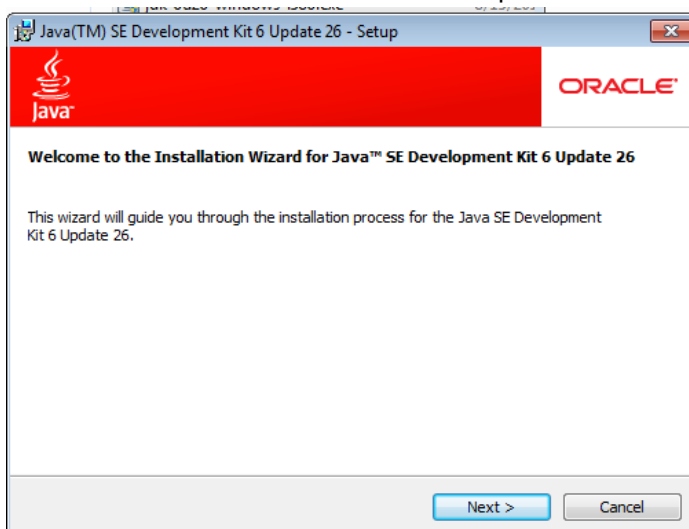 Java(TM) SE Development Kit 6 Update 26 - Setup
Java™
ORACLE
Welcome to the Installation Wizard for Java™ SE Development Kit 6 Update 26
This wizard will guide you through the installation process for the Java SE Development
Kit 6 Update 26.
Next >
Cancel